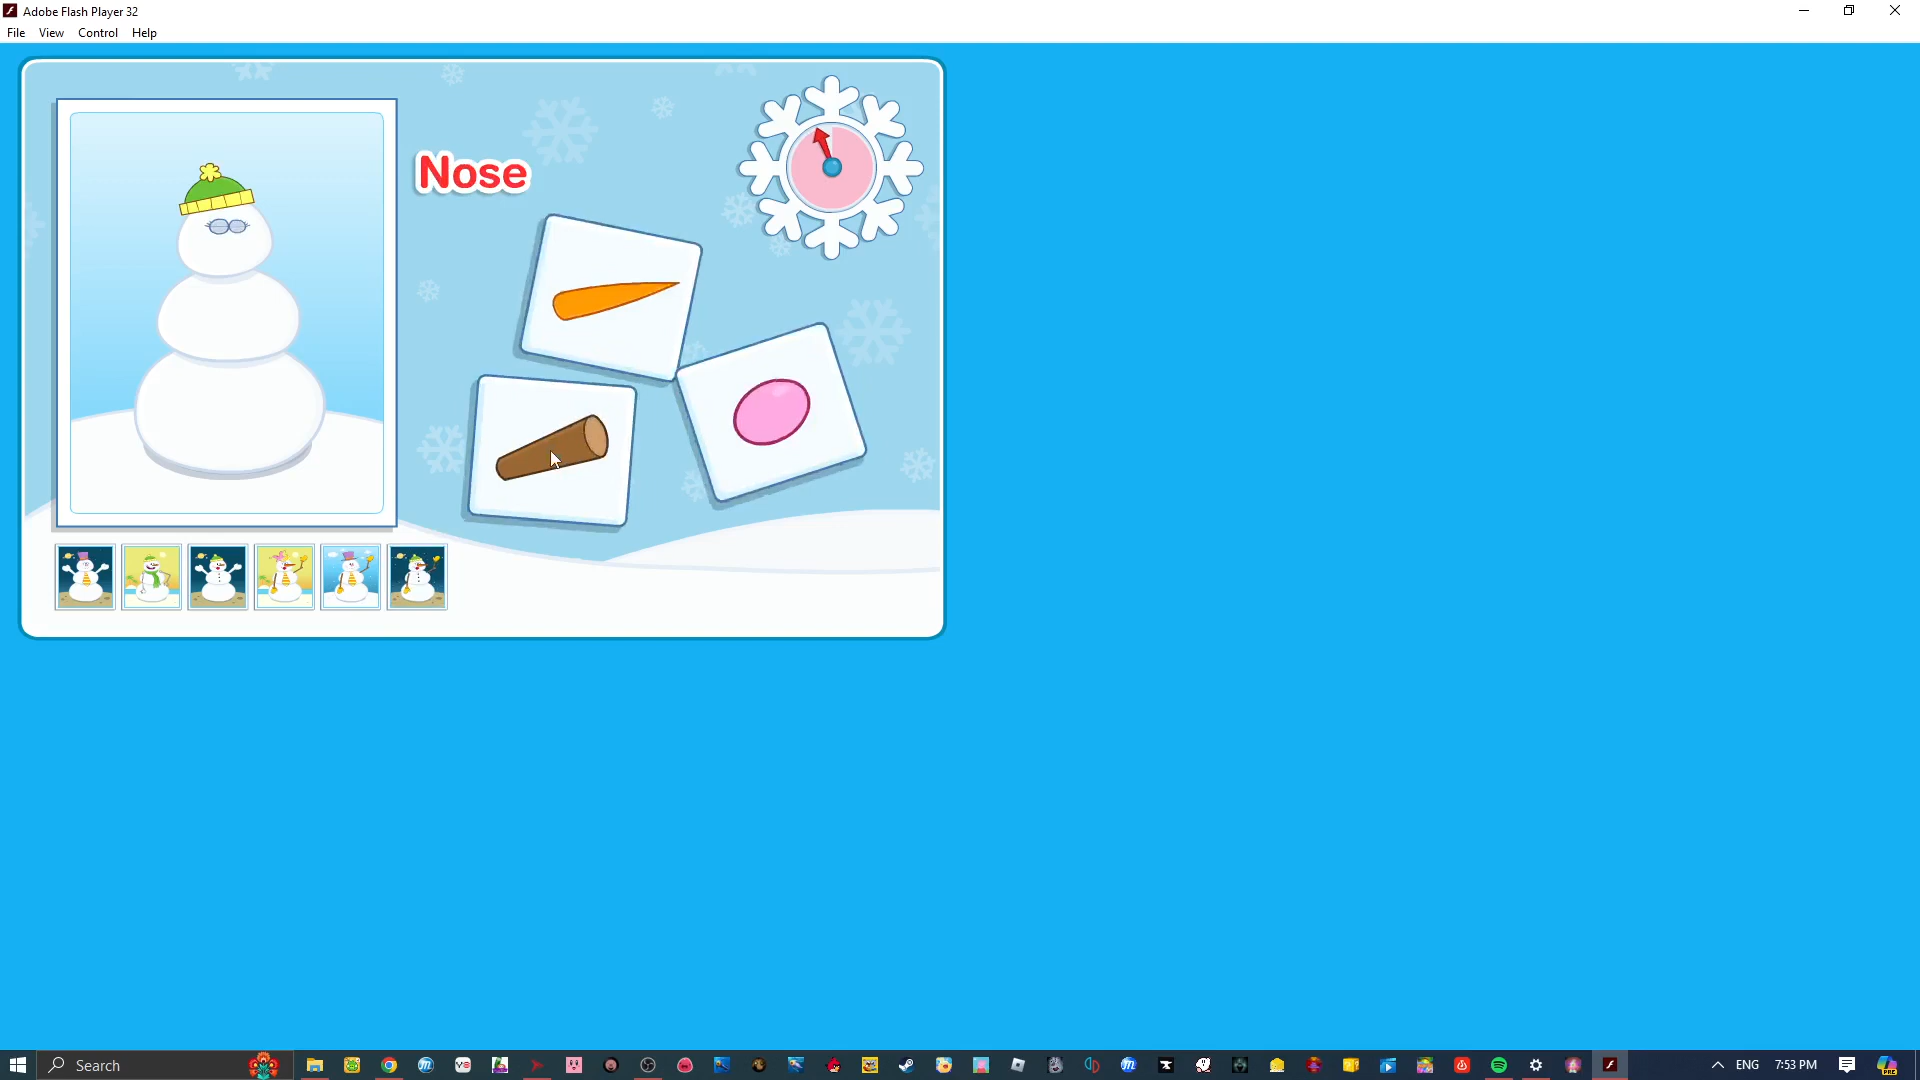 Adobe Flash Player 32
File View Control Help
Nose
Search
ENG 7:53 PM